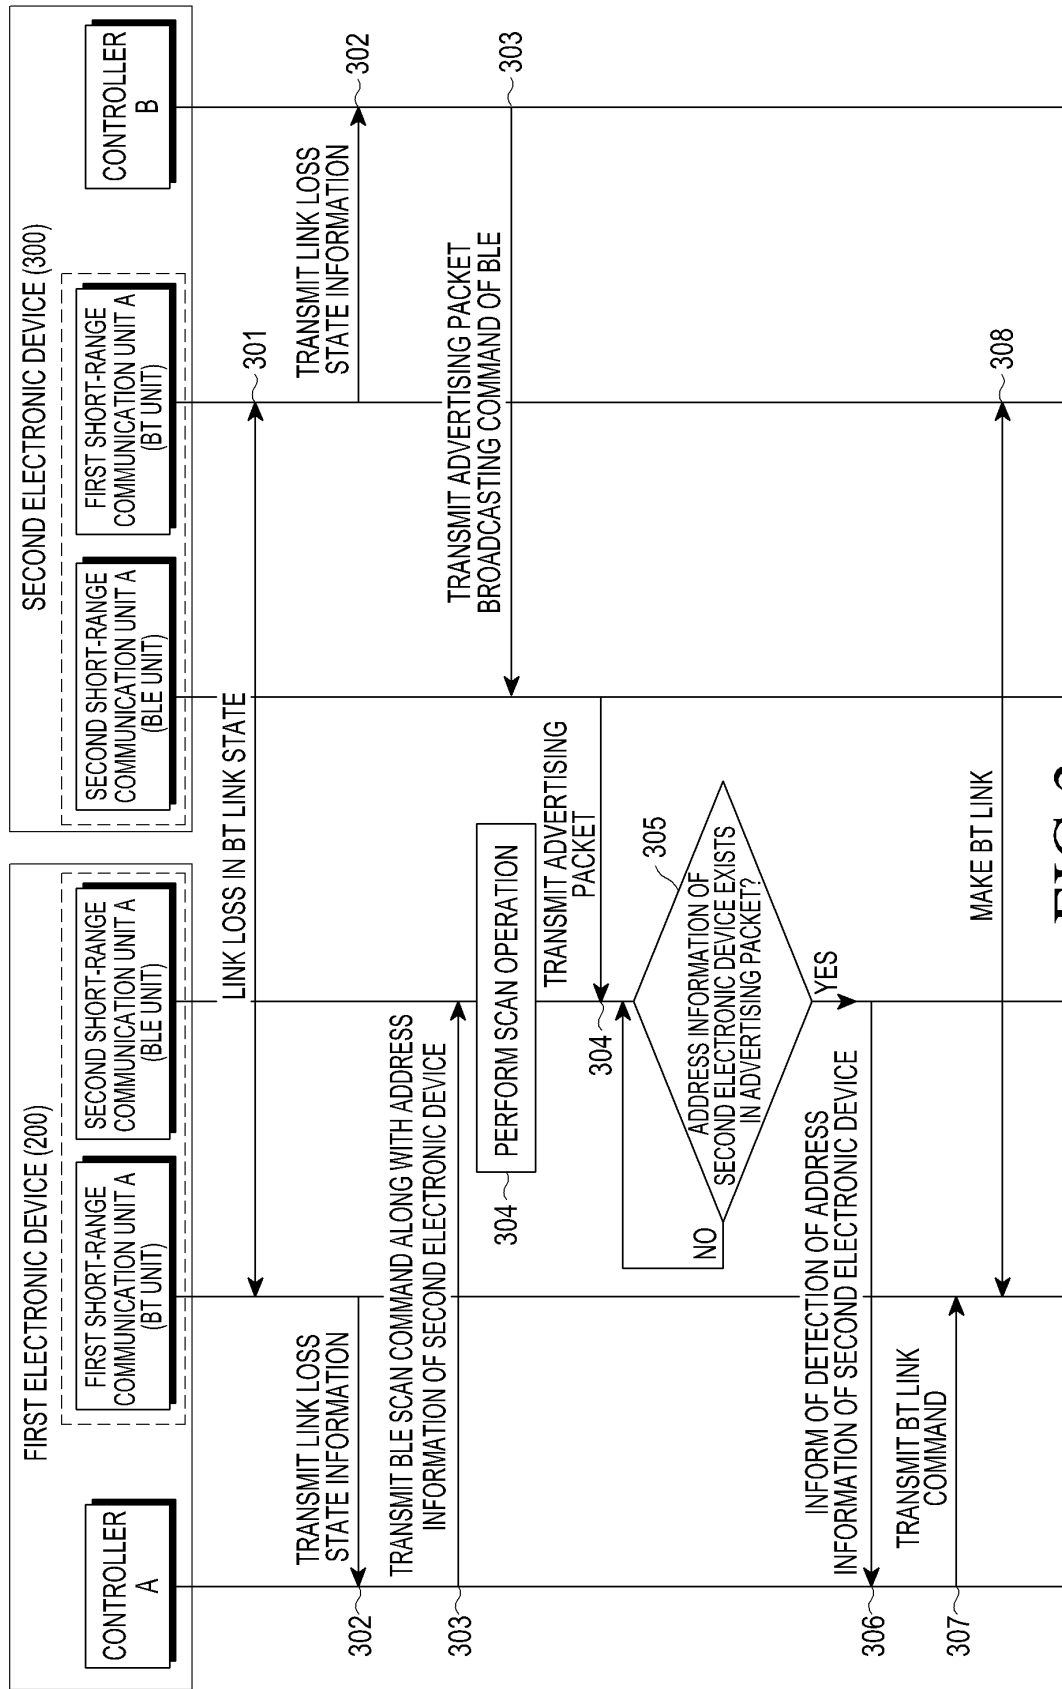 FIRST ELECTRONIC DEVICE (200)
SECOND ELECTRONIC DEVICE (300)
CONTROLLER
A
FIRST SHORT-RANGE
COMMUNICATION UNIT A
(BT UNIT)
SECOND SHORT-RANGE
COMMUNICATION UNIT A
(BLE UNIT)
SECOND SHORT-RANGE
COMMUNICATION UNIT A
(BLE UNIT)
FIRST SHORT-RANGE
COMMUNICATION UNIT A
(BT UNIT)
CONTROLLER
B
LINK LOSS IN BT LINK STATE
301
302
TRANSMIT LINK LOSS
STATE INFORMATION
TRANSMIT LINK LOSS
STATE INFORMATION
302
303
TRANSMIT BLE SCAN COMMAND ALONG WITH ADDRESS
INFORMATION OF SECOND ELECTRONIC DEVICE
TRANSMIT ADVERTISING PACKET
BROADCASTING COMMAND OF BLE
303
304
PERFORM SCAN OPERATION
TRANSMIT ADVERTISING
PACKET
304
305
ADDRESS INFORMATION OF
SECOND ELECTRONIC DEVICE EXISTS
IN ADVERTISING PACKET?
NO
YES
306
INFORM OF DETECTION OF ADDRESS
INFORMATION OF SECOND ELECTRONIC DEVICE
307
TRANSMIT BT LINK
COMMAND
MAKE BT LINK
308